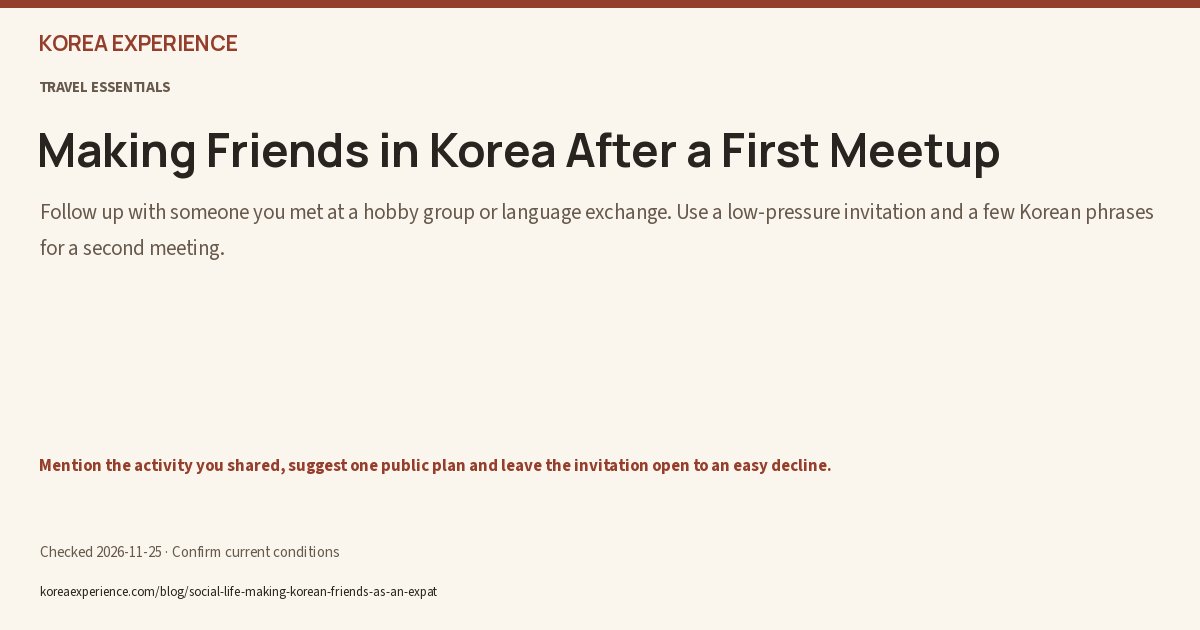 KOREA EXPERIENCE
TRAVEL ESSENTIALS
Making Friends in Korea After a First Meetup
Follow up with someone you met at a hobby group or language exchange. Use a low-pressure invitation and a few Korean phrases
for a second meeting.
Mention the activity you shared, suggest one public plan and leave the invitation open to an easy decline.
Checked 2026-11-25 · Confirm current conditions
koreaexperience.com/blog/social-life-making-korean-friends-as-an-expat